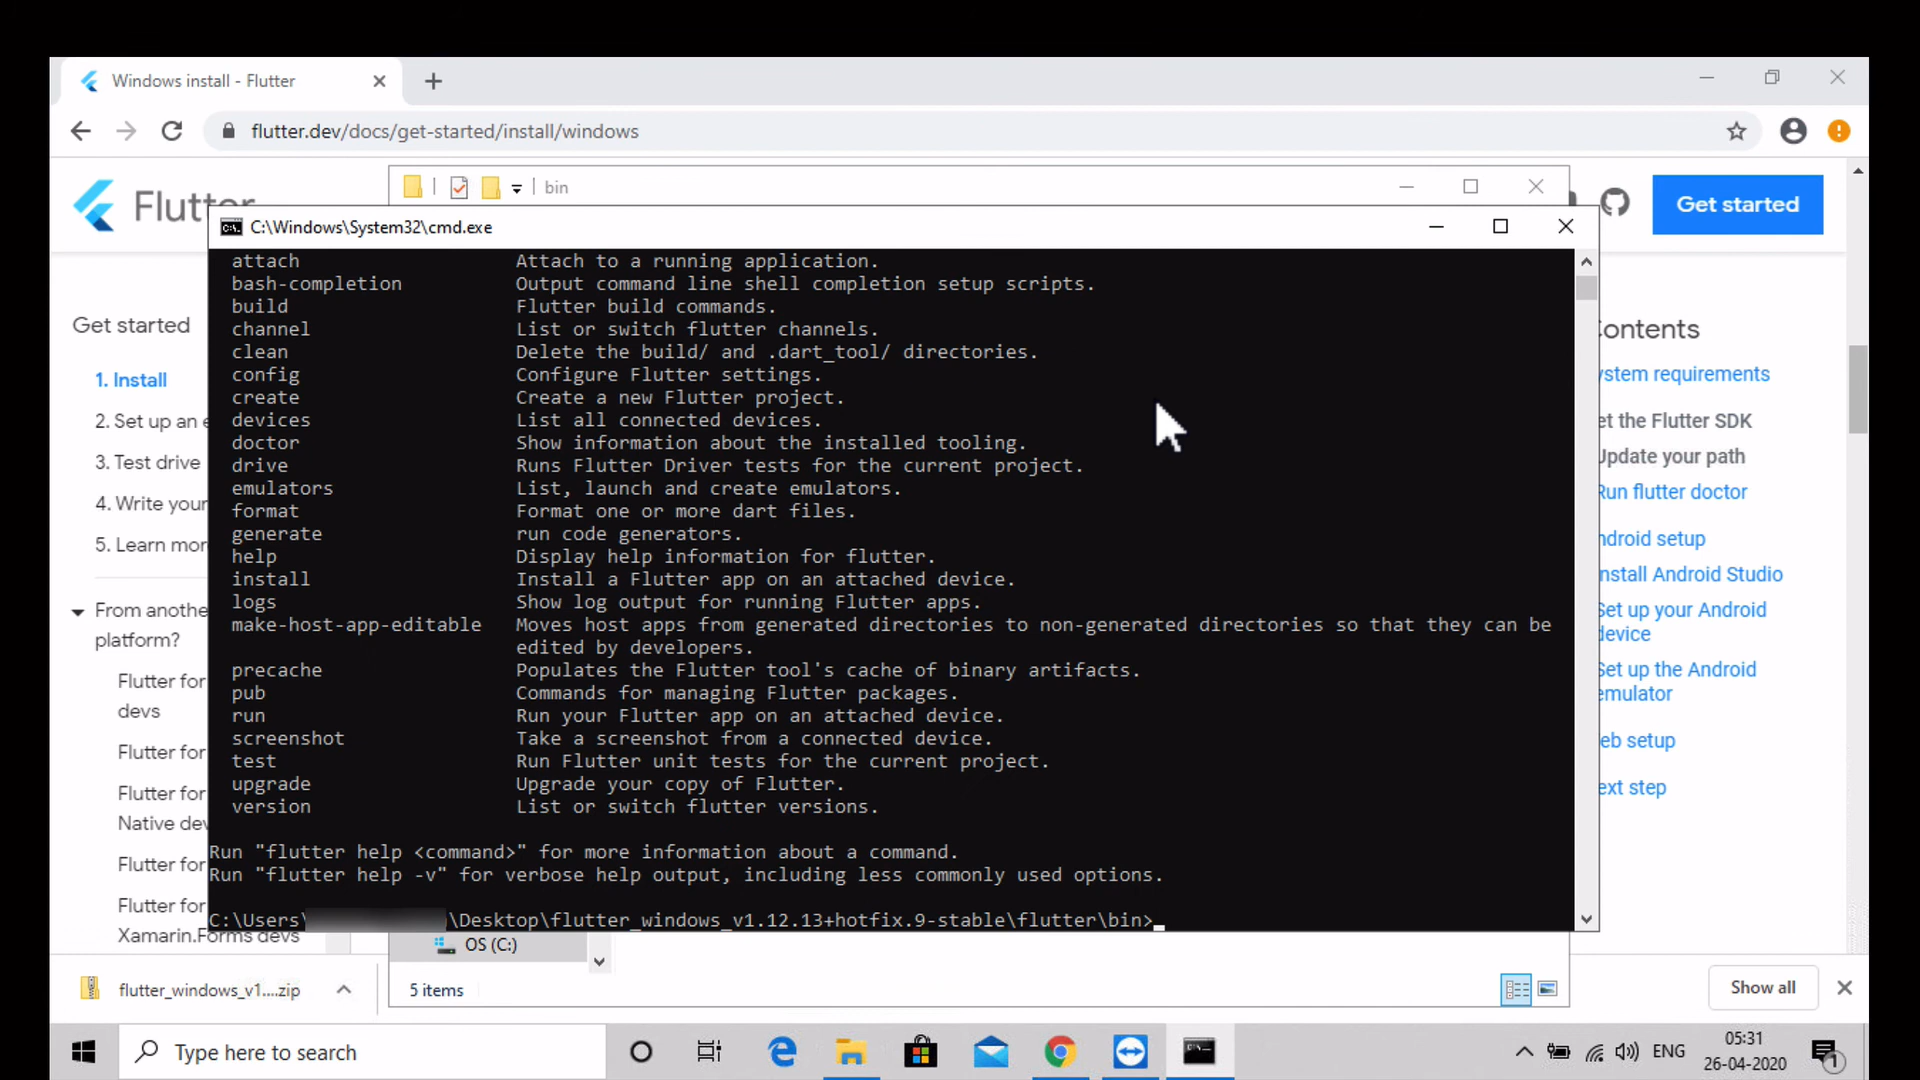 Windows install - Flutter
flutter.dev/docs/get-started/install/windows
bin
Flutter
Get started
C:\Windows\System32\cmd.exe
attach Attach to a running application.
bash-completion Output command line shell completion setup scripts.
build Flutter build commands.
channel List or switch flutter channels.
clean Delete the build/ and .dart_tool/ directories.
config Configure Flutter settings.
create Create a new Flutter project.
devices List all connected devices.
doctor Show information about the installed tooling.
drive Runs Flutter Driver tests for the current project.
emulators List, launch and create emulators.
format Format one or more dart files.
generate run code generators.
help Display help information for flutter.
install Install a Flutter app on an attached device.
logs Show log output for running Flutter apps.
make-host-app-editable Moves host apps from generated directories to non-generated directories so that they can be
edited by developers.
precache Populates the Flutter tool's cache of binary artifacts.
pub Commands for managing Flutter packages.
run Run your Flutter app on an attached device.
screenshot Take a screenshot from a connected device.
test Run Flutter unit tests for the current project.
upgrade Upgrade your copy of Flutter.
version List or switch flutter versions.
Run "flutter help <command>" for more information about a command.
Run "flutter help -v" for verbose help output, including less commonly used options.
C:\Users\ \Desktop\flutter_windows_v1.12.13+hotfix.9-stable\flutter\bin>
Get started
1. Install
2. Set up an e
3. Test drive
4. Write your
5. Learn mor
From anothe
platform?
Flutter for
devs
Flutter for
Flutter for
Native dev
Flutter for
Flutter for
Xamarin.Forms devs
ontents
ystem requirements
et the Flutter SDK
Update your path
Run flutter doctor
ndroid setup
nstall Android Studio
Set up your Android
device
Set up the Android
emulator
eb setup
ext step
OS (C:)
5 items
flutter_windows_v1....zip
Show all
Type here to search
ENG
05:31
26-04-2020
1